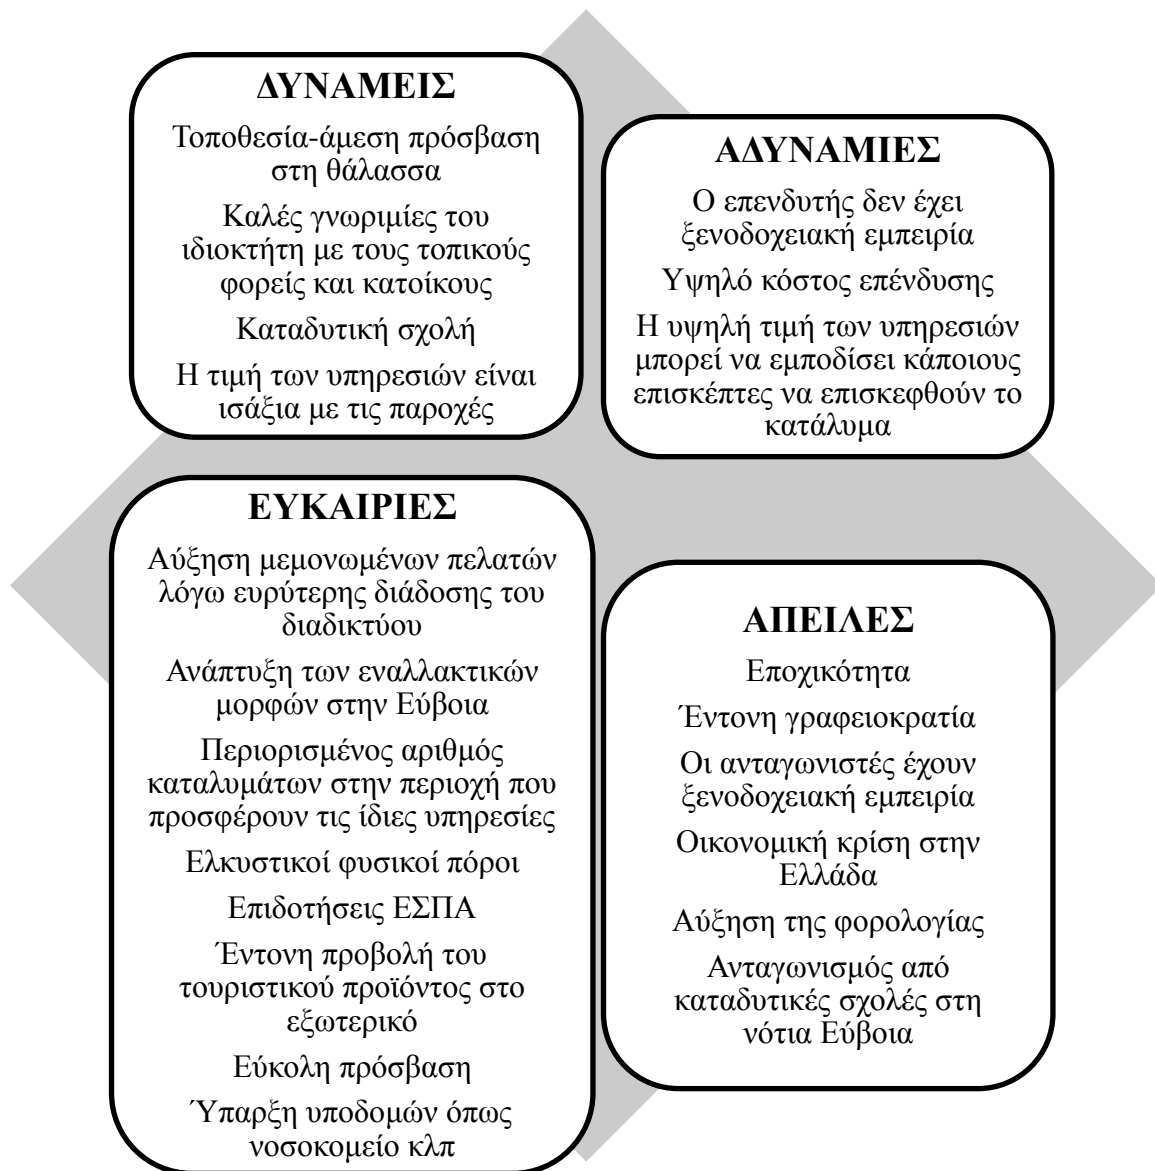 ΔΥΝΑΜΕΙΣ
Τοποθεσία-άμεση πρόσβαση
στη θάλασσα
Καλές γνωριμίες του
ιδιοκτήτη με τους τοπικούς
φορείς και κατοίκους
Καταδυτική σχολή
Η τιμή των υπηρεσιών είναι
ισάξια με τις παροχές
ΑΔΥΝΑΜΙΕΣ
Ο επενδυτής δεν έχει
ξενοδοχειακή εμπειρία
Υψηλό κόστος επένδυσης
Η υψηλή τιμή των υπηρεσιών
μπορεί να εμποδίσει κάποιους
επισκέπτες να επισκεφθούν το
κατάλυμα
ΕΥΚΑΙΡΙΕΣ
Αύξηση μεμονωμένων πελατών
λόγω ευρύτερης διάδοσης του
διαδικτύου
Ανάπτυξη των εναλλακτικών
μορφών στην Εύβοια
Περιορισμένος αριθμός
καταλυμάτων στην περιοχή που
προσφέρουν τις ίδιες υπηρεσίες
Ελκυστικοί φυσικοί πόροι
Επιδοτήσεις ΕΣΠΑ
Έντονη προβολή του
τουριστικού προϊόντος στο
εξωτερικό
Εύκολη πρόσβαση
Ύπαρξη υποδομών όπως
νοσοκομείο κλπ
ΑΠΕΙΛΕΣ
Εποχικότητα
Έντονη γραφειοκρατία
Οι ανταγωνιστές έχουν
ξενοδοχειακή εμπειρία
Οικονομική κρίση στην
Ελλάδα
Αύξηση της φορολογίας
Ανταγωνισμός από
καταδυτικές σχολές στη
νότια Εύβοια